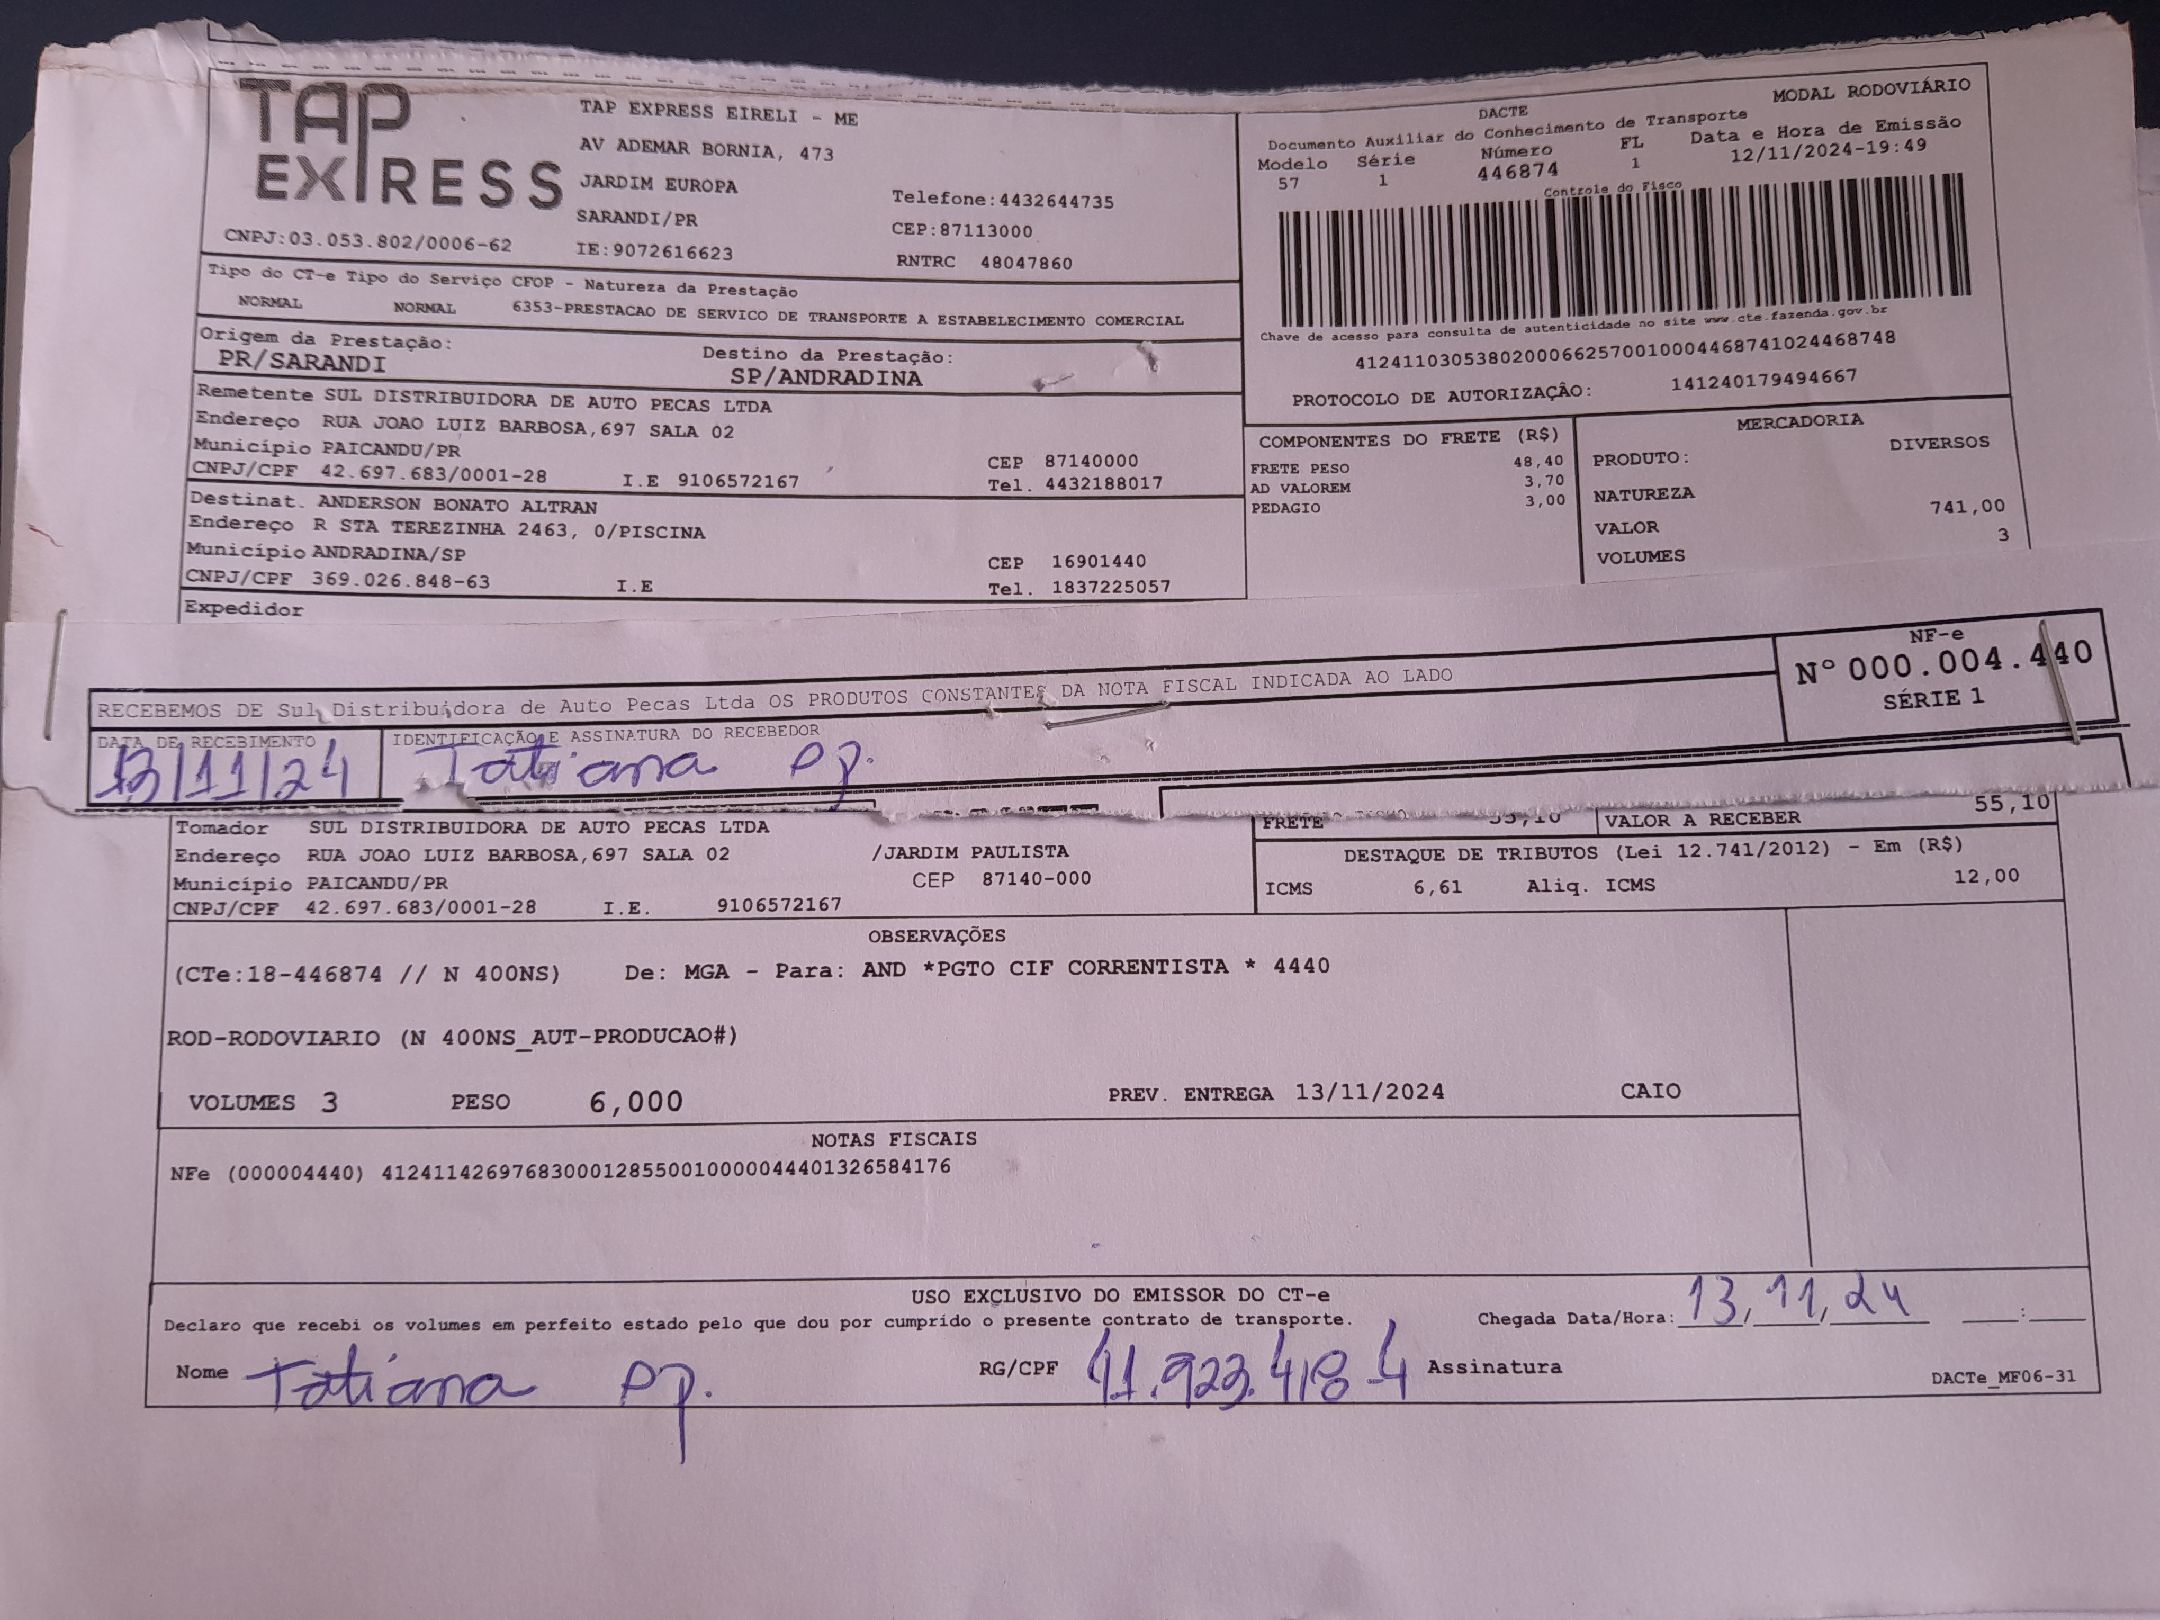 TAP EXPRESS
TAP EXPRESS EIRELI - ME
AV ADEMAR BORNIA, 473
JARDIM EUROPA
SARANDI/PR
IE:9072616623
Telefone:4432644735
CEP:87113000
RNTRC 48047860
CNPJ:03.053.802/0006-62
MODAL RODOVIÁRIO
DACTE
Documento Auxiliar do Conhecimento de Transporte
Modelo Série Número FL Data e Hora de Emissão
57 1 446874 1 12/11/2024-19:49
Controle do Fisco
Chave de acesso para consulta de autenticidade no site www.cte.fazenda.gov.br
41241103053802000662570010004468741024468748
PROTOCOLO DE AUTORIZAÇÃO: 141240179494667
Tipo do CT-e Tipo do Serviço CFOP - Natureza da Prestação
NORMAL NORMAL 6353-PRESTACAO DE SERVICO DE TRANSPORTE A ESTABELECIMENTO COMERCIAL
Origem da Prestação: Destino da Prestação:
PR/SARANDI SP/ANDRADINA
Remetente SUL DISTRIBUIDORA DE AUTO PECAS LTDA
Endereço RUA JOAO LUIZ BARBOSA,697 SALA 02
Município PAICANDU/PR CEP 87140000
CNPJ/CPF 42.697.683/0001-28 I.E 9106572167 Tel. 4432188017
Destinat. ANDERSON BONATO ALTRAN
Endereço R STA TEREZINHA 2463, 0/PISCINA
Município ANDRADINA/SP CEP 16901440
CNPJ/CPF 369.026.848-63 I.E Tel. 1837225057
Expedidor
COMPONENTES DO FRETE (R$)
FRETE PESO 48,40
AD VALOREM 3,70
PEDAGIO 3,00
MERCADORIA
PRODUTO: DIVERSOS
NATUREZA
VALOR 741,00
VOLUMES 3
RECEBEMOS DE Sul Distribuidora de Auto Pecas Ltda OS PRODUTOS CONSTANTES DA NOTA FISCAL INDICADA AO LADO
NF-e
Nº 000.004.440
SÉRIE 1
DATA DE RECEBIMENTO IDENTIFICAÇÃO E ASSINATURA DO RECEBEDOR
13/11/24 Tatiana pp.
Tomador SUL DISTRIBUIDORA DE AUTO PECAS LTDA
Endereço RUA JOAO LUIZ BARBOSA,697 SALA 02 /JARDIM PAULISTA
Município PAICANDU/PR CEP 87140-000
CNPJ/CPF 42.697.683/0001-28 I.E. 9106572167
FRETE 55,10 VALOR A RECEBER 55,10
DESTAQUE DE TRIBUTOS (Lei 12.741/2012) - Em (R$)
ICMS 6,61 Aliq. ICMS 12,00
OBSERVAÇÕES
(CTe:18-446874 // N 400NS) De: MGA - Para: AND *PGTO CIF CORRENTISTA * 4440
ROD-RODOVIARIO (N 400NS_AUT-PRODUCAO#)
VOLUMES 3 PESO 6,000 PREV. ENTREGA 13/11/2024 CAIO
NOTAS FISCAIS
NFe (000004440) 41241142697683000128550010000044401326584176
USO EXCLUSIVO DO EMISSOR DO CT-e
Declaro que recebi os volumes em perfeito estado pelo que dou por cumprido o presente contrato de transporte. Chegada Data/Hora: 13/11/24 :
Nome Tatiana pp. RG/CPF 41.923.418-4 Assinatura
DACTe_MF06-31